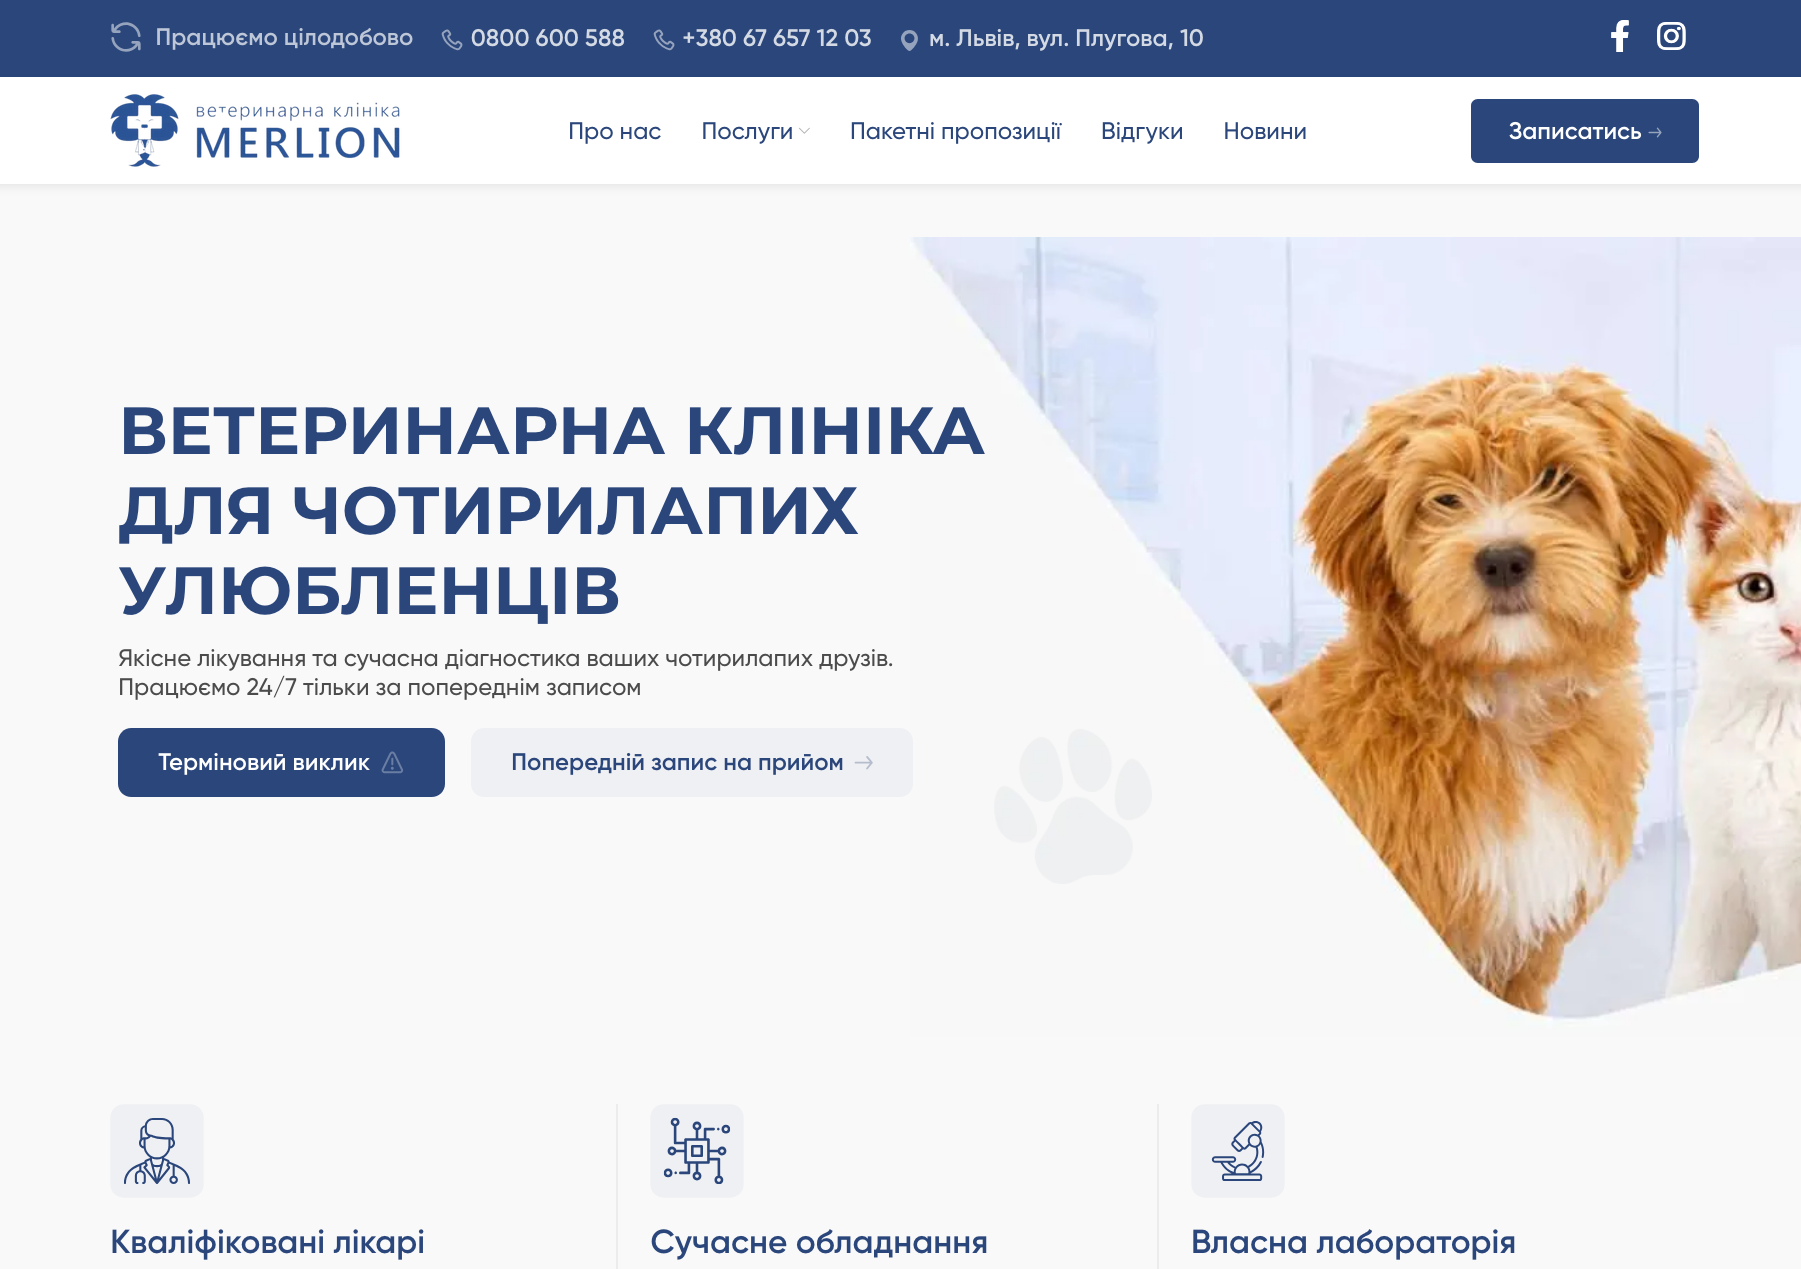 Працюємо цілодобово
0800 600 588
+380 67 657 12 03
м. Львів, вул. Плугова, 10
ветеринарна клініка
MERLION
Про нас
Послуги
Пакетні пропозиції
Відгуки
Новини
Записатись →
ВЕТЕРИНАРНА КЛІНІКА
ДЛЯ ЧОТИРИЛАПИХ
УЛЮБЛЕНЦІВ
Якісне лікування та сучасна діагностика ваших чотирилапих друзів.
Працюємо 24/7 тільки за попереднім записом
Терміновий виклик
Попередній запис на прийом →
Кваліфіковані лікарі
Сучасне обладнання
Власна лабораторія